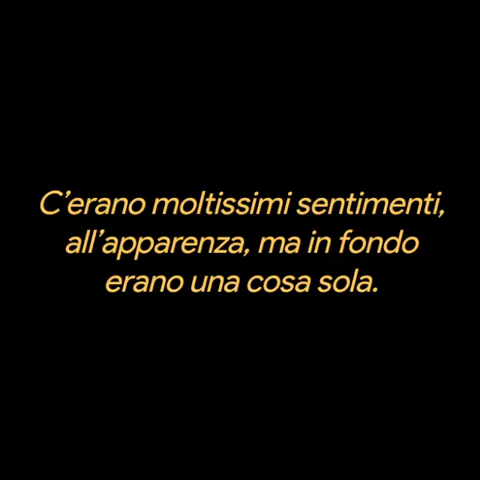 C’erano moltissimi sentimenti,
all’apparenza, ma in fondo
erano una cosa sola.